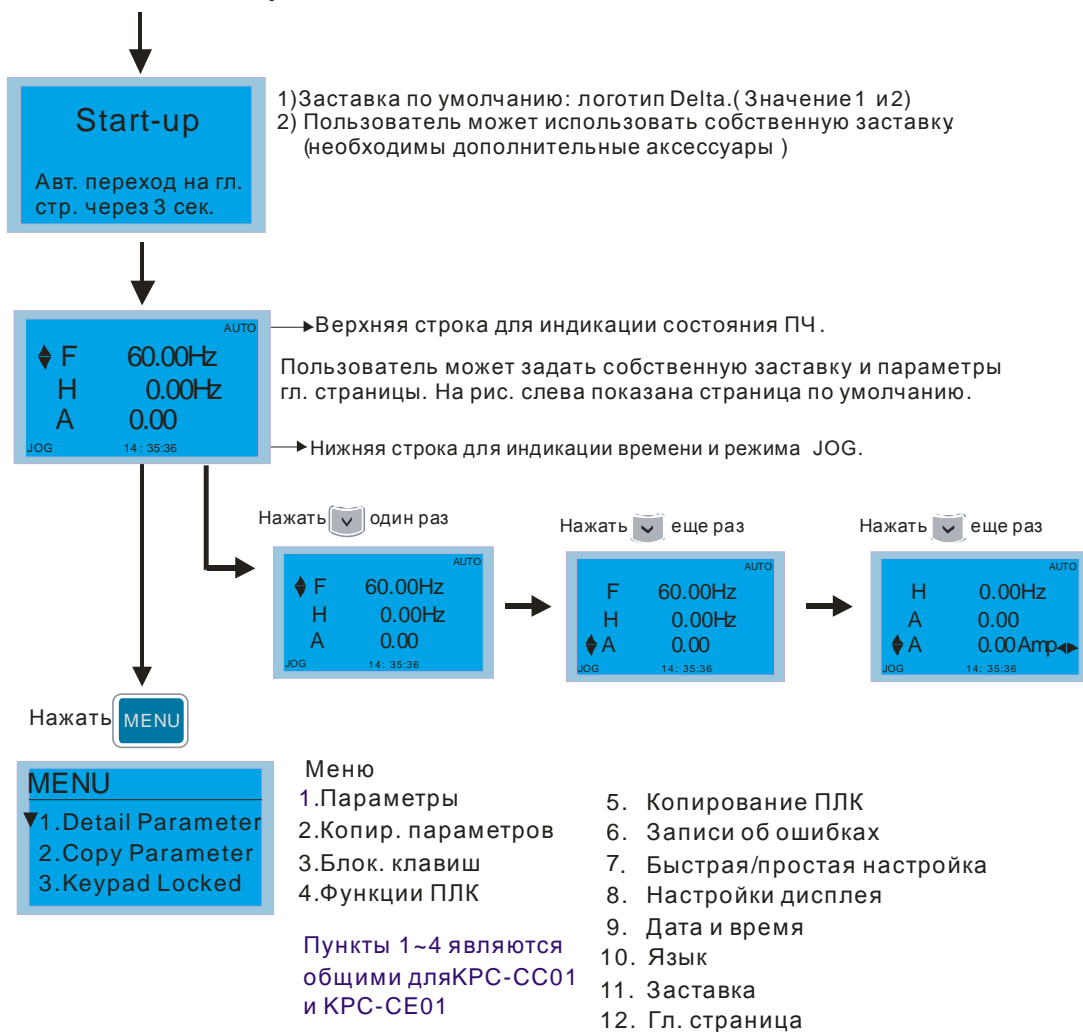 Start-up
Авт. переход на гл.
стр. через 3 сек.
1)Заставка по умолчанию: логотип Delta.(Значение 1 и 2)
2) Пользователь может использовать собственную заставку.
(необходимы дополнительные аксессуары )
AUTO
F 60.00Hz
H 0.00Hz
A 0.00
JOG 14: 35:36
Верхняя строка для индикации состояния ПЧ.
Пользователь может задать собственную заставку и параметры
гл. страницы. На рис. слева показана страница по умолчанию.
Нижняя строка для индикации времени и режима JOG.
Нажать один раз
AUTO
F 60.00Hz
H 0.00Hz
A 0.00
JOG 14: 35:36
Нажать еще раз
AUTO
F 60.00Hz
H 0.00Hz
A 0.00
JOG 14: 35:36
Нажать еще раз
AUTO
H 0.00Hz
A 0.00
A 0.00 Amp
JOG 14: 35:36
Нажать MENU
MENU
1.Detail Parameter
2.Copy Parameter
3.Keypad Locked
Меню
1.Параметры
2.Копир. параметров
3.Блок. клавиш
4.Функции ПЛК
Пункты 1~4 являются
общими дляKPC-CC01
и KPC-CE01
5. Копирование ПЛК
6. Записи об ошибках
7. Быстрая/простая настройка
8. Настройки дисплея
9. Дата и время
10. Язык
11. Заставка
12. Гл. страница